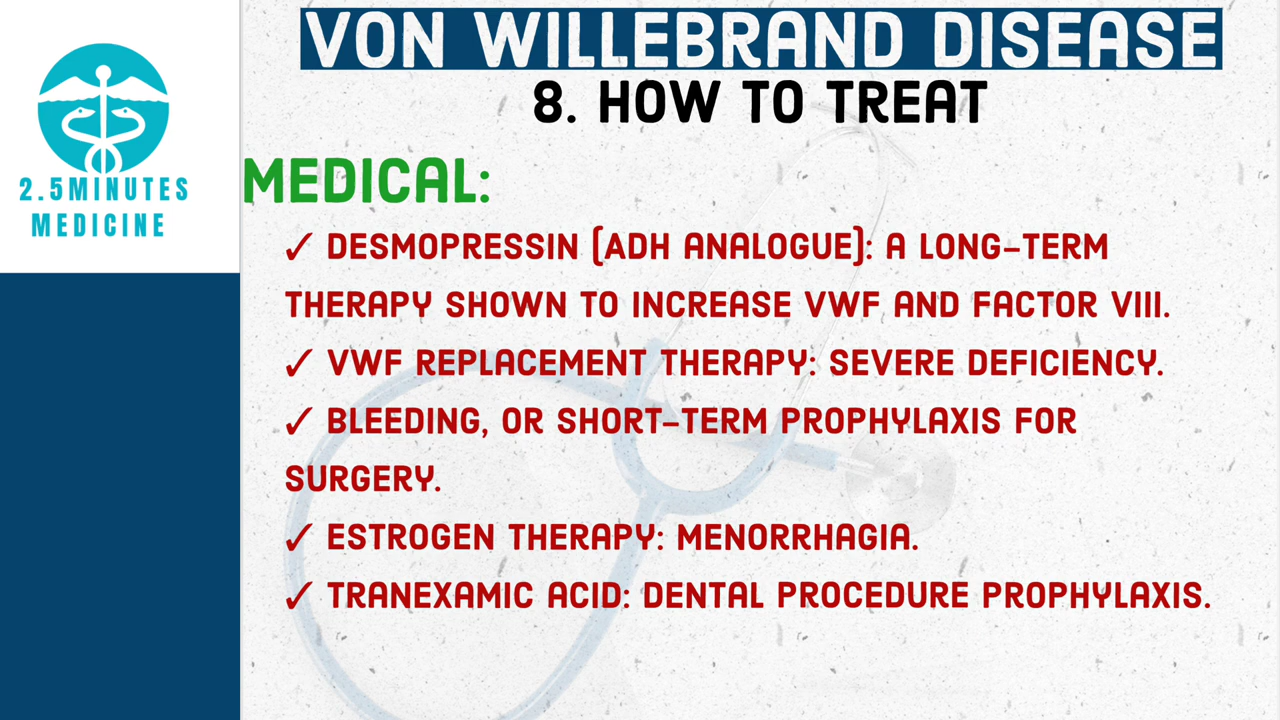 VON WILLEBRAND DISEASE
8. HOW TO TREAT
2.5MINUTES
MEDICINE
MEDICAL:
✓ DESMOPRESSIN (ADH ANALOGUE): A LONG-TERM
THERAPY SHOWN TO INCREASE VWF AND FACTOR VIII.
✓ VWF REPLACEMENT THERAPY: SEVERE DEFICIENCY.
✓ BLEEDING, OR SHORT-TERM PROPHYLAXIS FOR
SURGERY.
✓ ESTROGEN THERAPY: MENORRHAGIA.
✓ TRANEXAMIC ACID: DENTAL PROCEDURE PROPHYLAXIS.